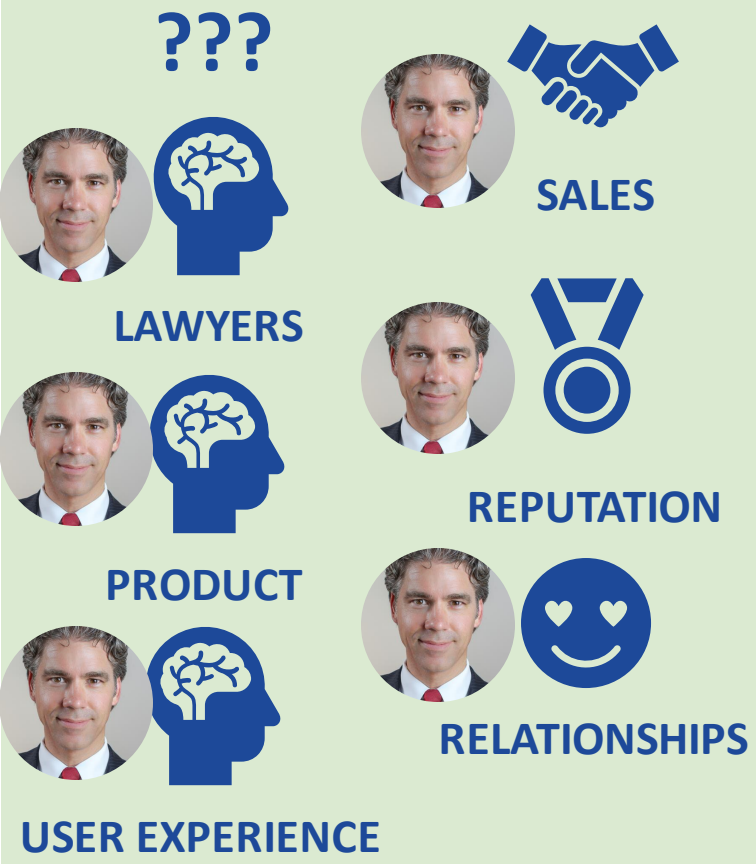 ???
LAWYERS
PRODUCT
USER EXPERIENCE
SALES
REPUTATION
RELATIONSHIPS